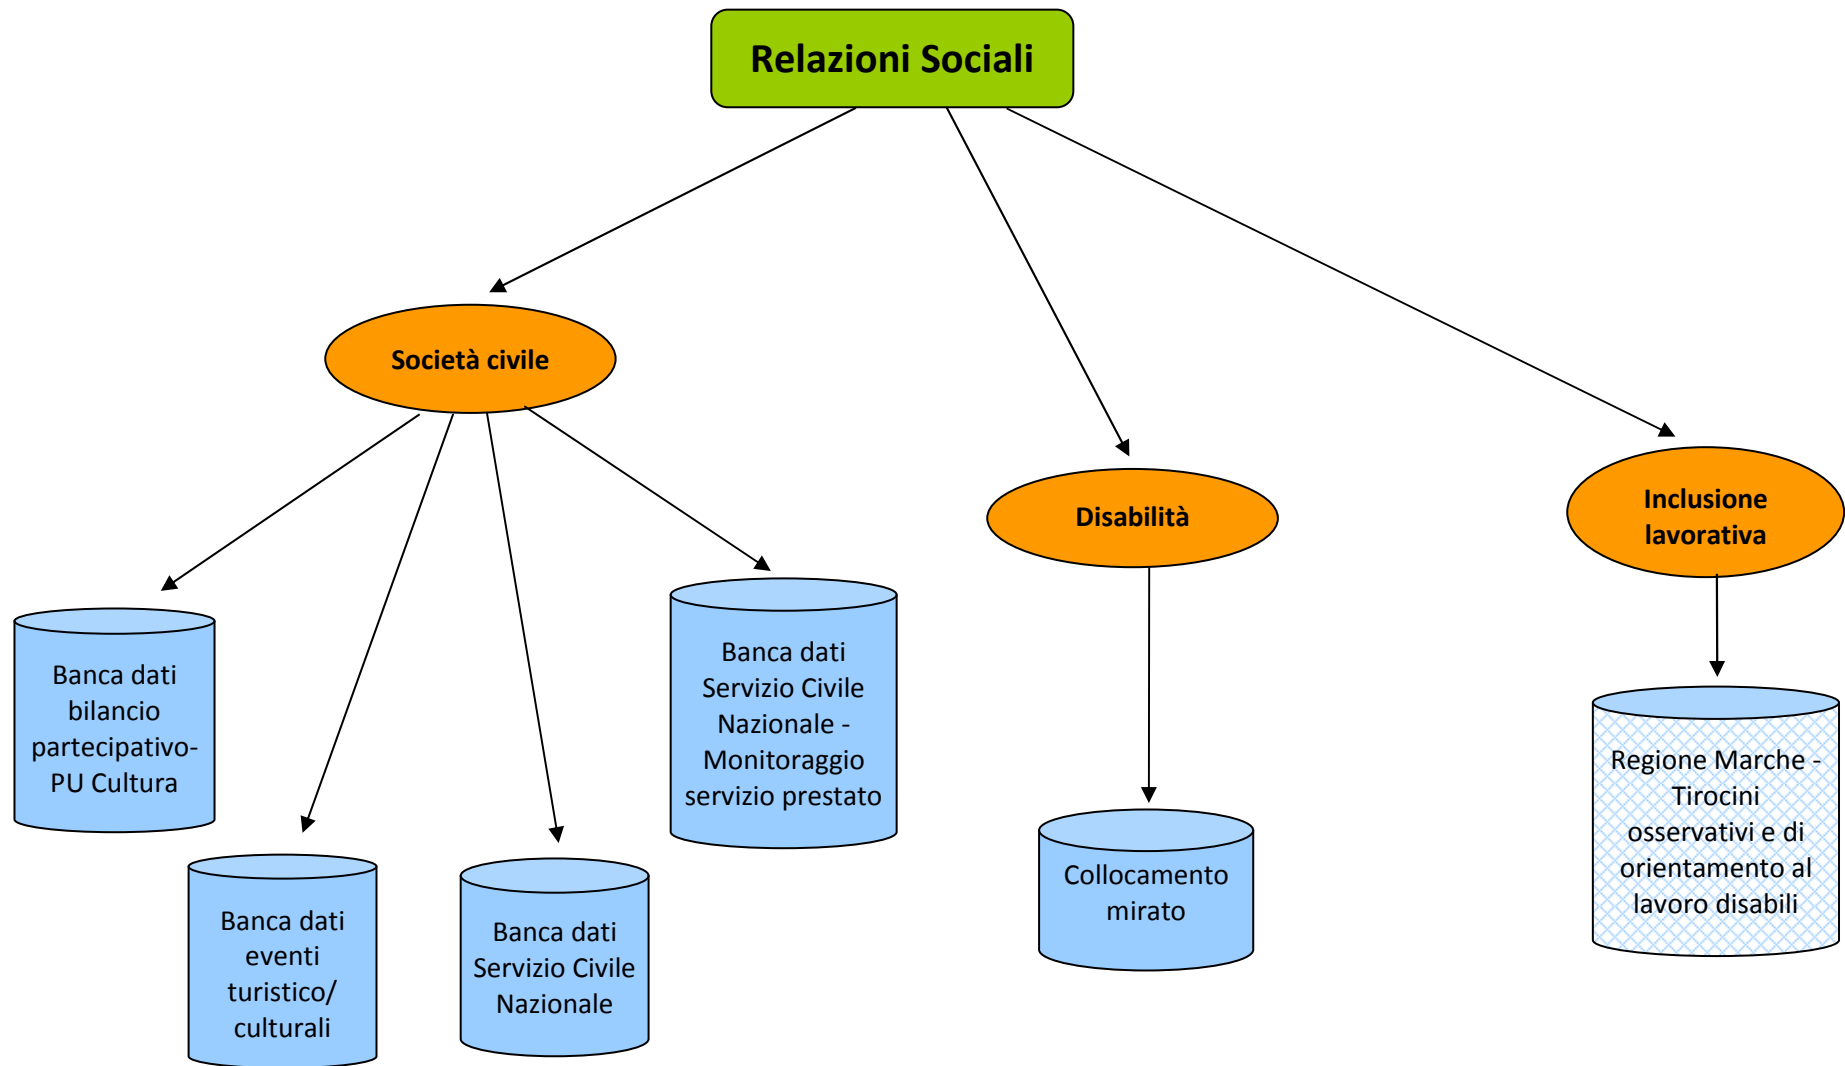 Relazioni Sociali
Società civile
Disabilità
Inclusione
lavorativa
Banca dati
bilancio
partecipativo-
PU Cultura
Banca dati
eventi
turistico/
culturali
Banca dati
Servizio Civile
Nazionale
Banca dati
Servizio Civile
Nazionale -
Monitoraggio
servizio prestato
Collocamento
mirato
Regione Marche -
Tirocini
osservativi e di
orientamento al
lavoro disabili